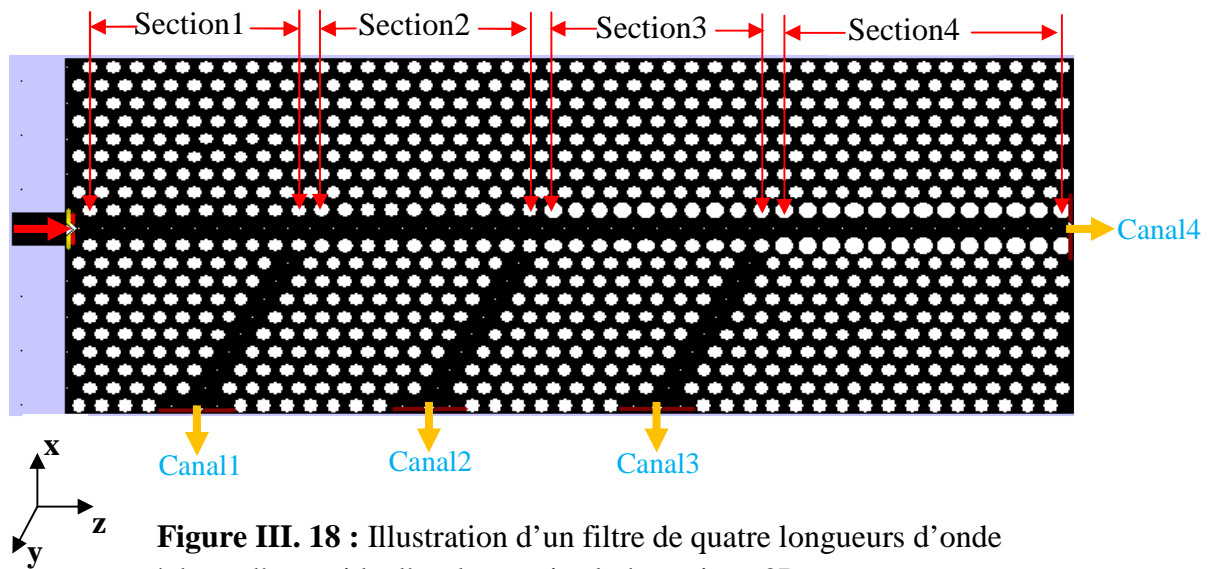 Section1 Section2 Section3 Section4
Canal4
Canal1 Canal2 Canal3
x
z
y
Figure III. 18 : Illustration d’un filtre de quatre longueurs d’onde